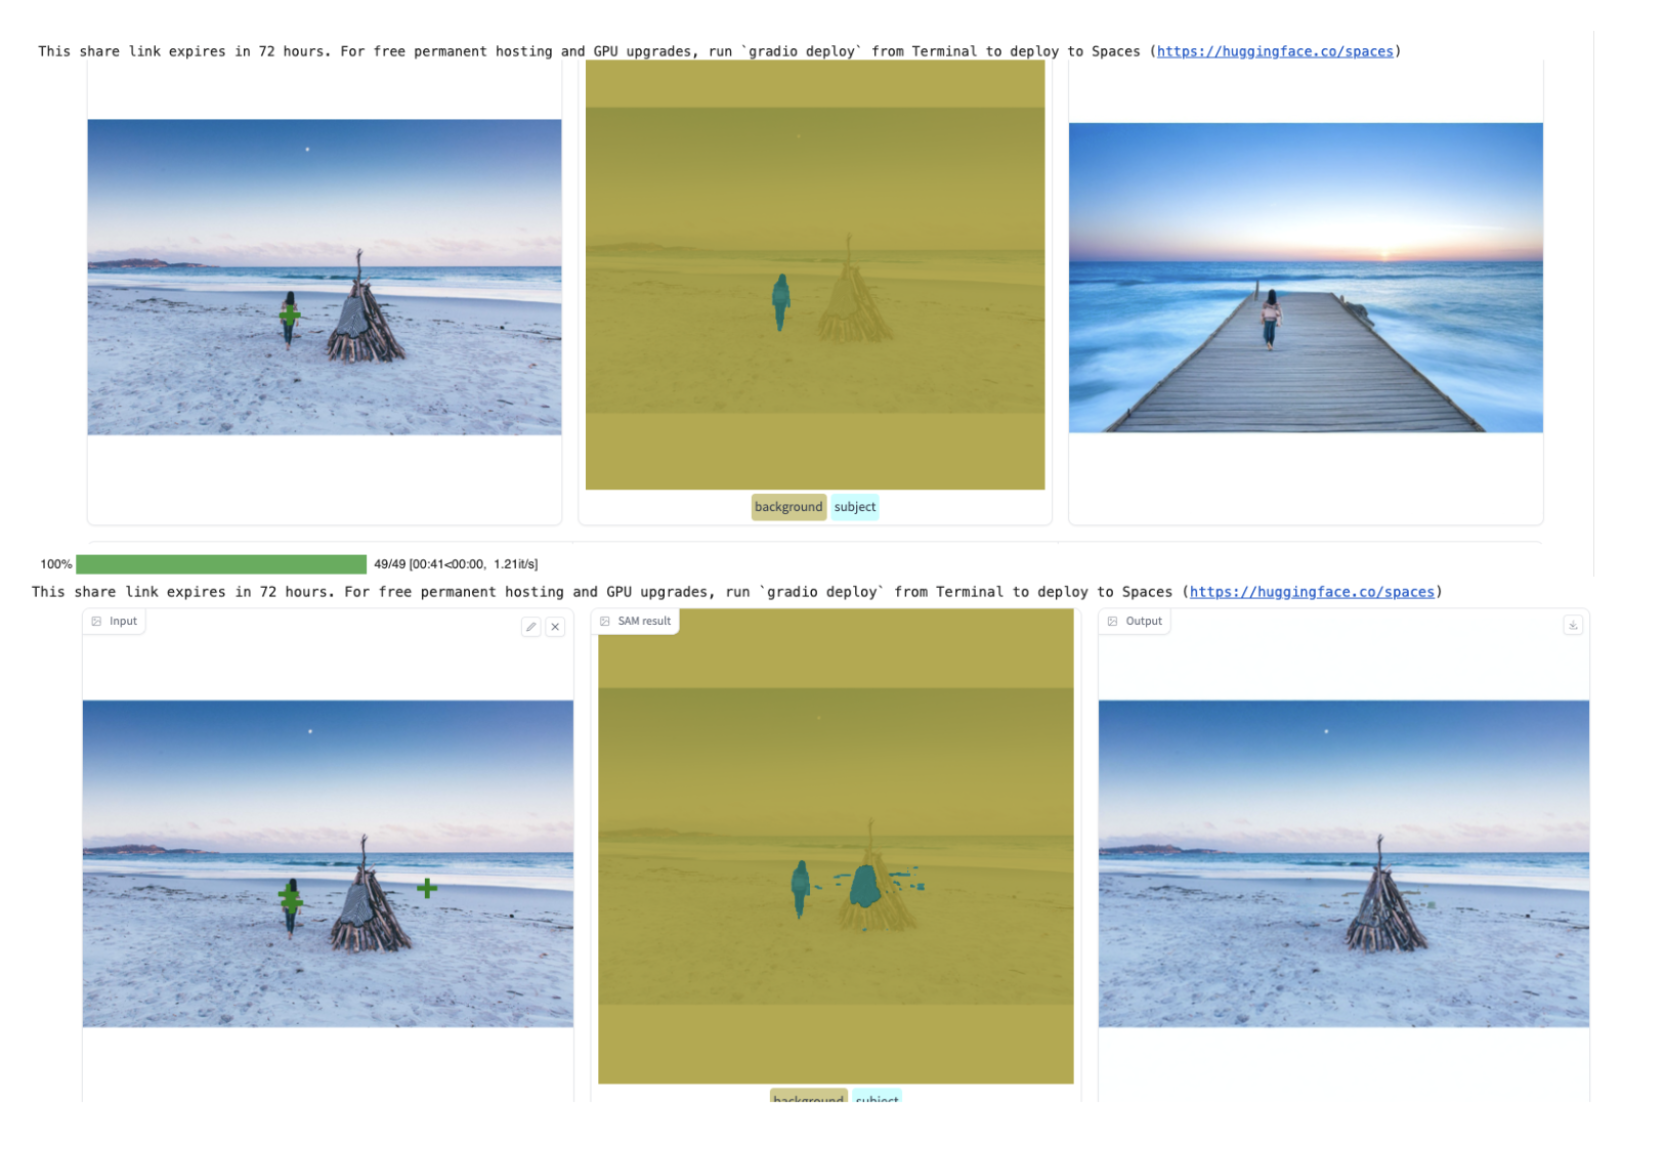 This share link expires in 72 hours. For free permanent hosting and GPU upgrades, run `gradio deploy` from Terminal to deploy to Spaces (https://huggingface.co/spaces)
background subject
100% 49/49 [00:41<00:00, 1.21it/s]
This share link expires in 72 hours. For free permanent hosting and GPU upgrades, run `gradio deploy` from Terminal to deploy to Spaces (https://huggingface.co/spaces)
Input SAM result Output
background subject